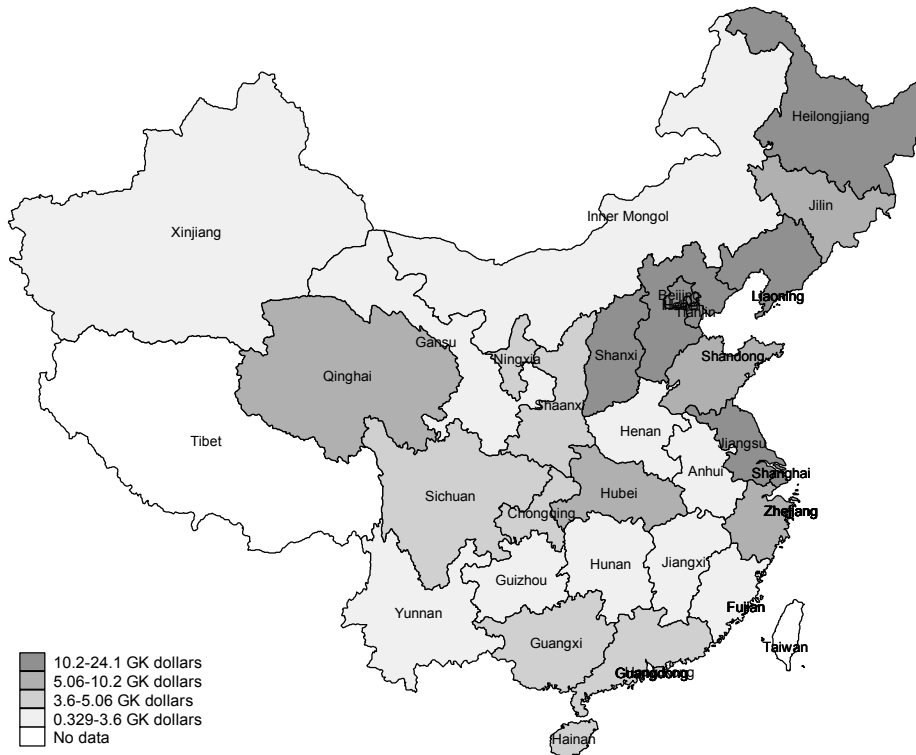 Heilongjiang
Jilin
Inner Mongol
Xinjiang
Beijing
Tianjin
Liaoning
Gansu
Ningxia
Shanxi
Shandong
Qinghai
Shaanxi
Tibet
Henan
Jiangsu
Anhui
Shanghai
Sichuan
Hubei
Chongqing
Zhejiang
Hunan
Jiangxi
Guizhou
Yunnan
Fujian
Guangxi
Taiwan
Guangdong
Hainan
10.2-24.1 GK dollars
5.06-10.2 GK dollars
3.6-5.06 GK dollars
0.329-3.6 GK dollars
No data